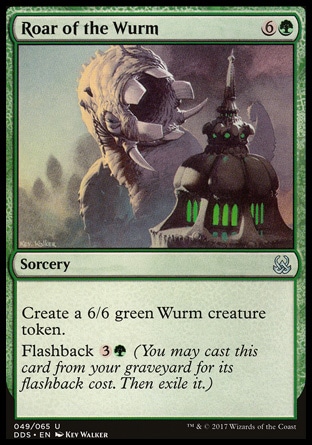 Roar of the Wurm 6
Kev Walker
Sorcery
Create a 6/6 green Wurm creature
token.
Flashback 3 (You may cast
this card from your graveyard for its
flashback cost. Then exile it.)
049/065 U
DDS • EN Kev Walker
™ & © 2017 Wizards of the Coast